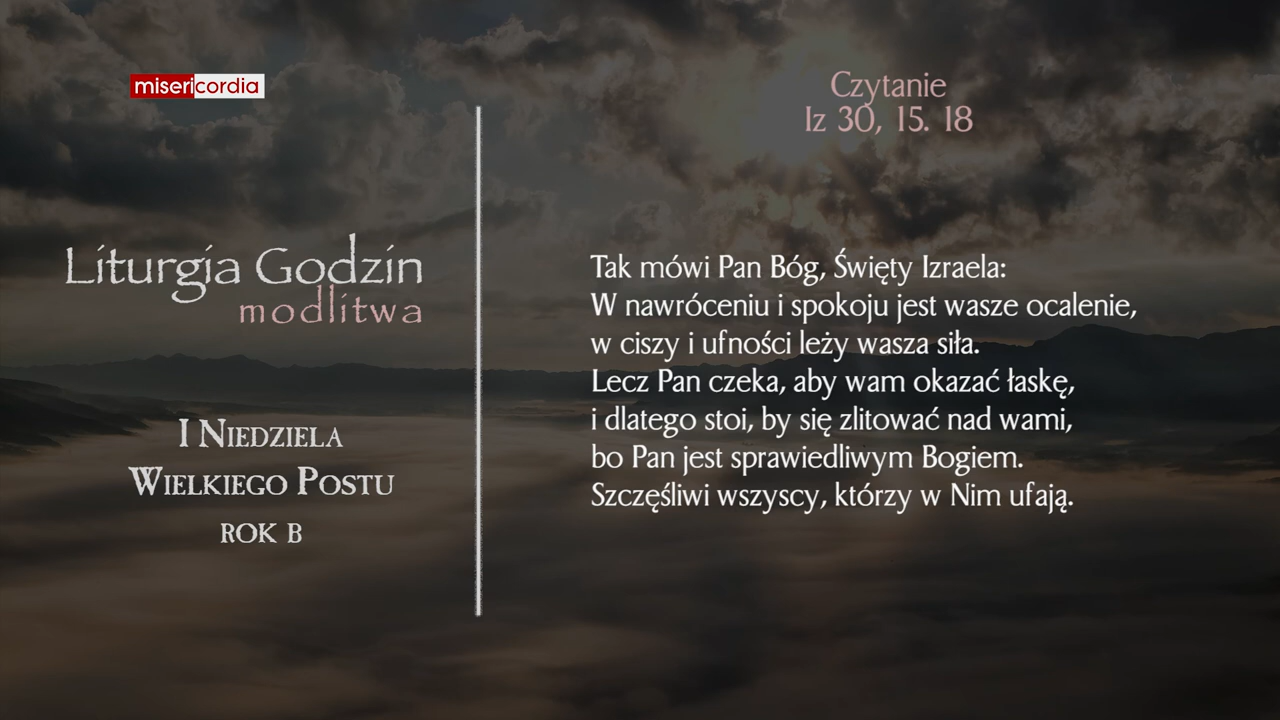 misericordia
Liturgia Godzin
modlitwa
I Niedziela
Wielkiego Postu
rok B
Czytanie
Iz 30, 15. 18
Tak mówi Pan Bóg, Święty Izraela:
W nawróceniu i spokoju jest wasze ocalenie,
w ciszy i ufności leży wasza siła.
Lecz Pan czeka, aby wam okazać łaskę,
i dlatego stoi, by się zlitować nad wami,
bo Pan jest sprawiedliwym Bogiem.
Szczęśliwi wszyscy, którzy w Nim ufają.